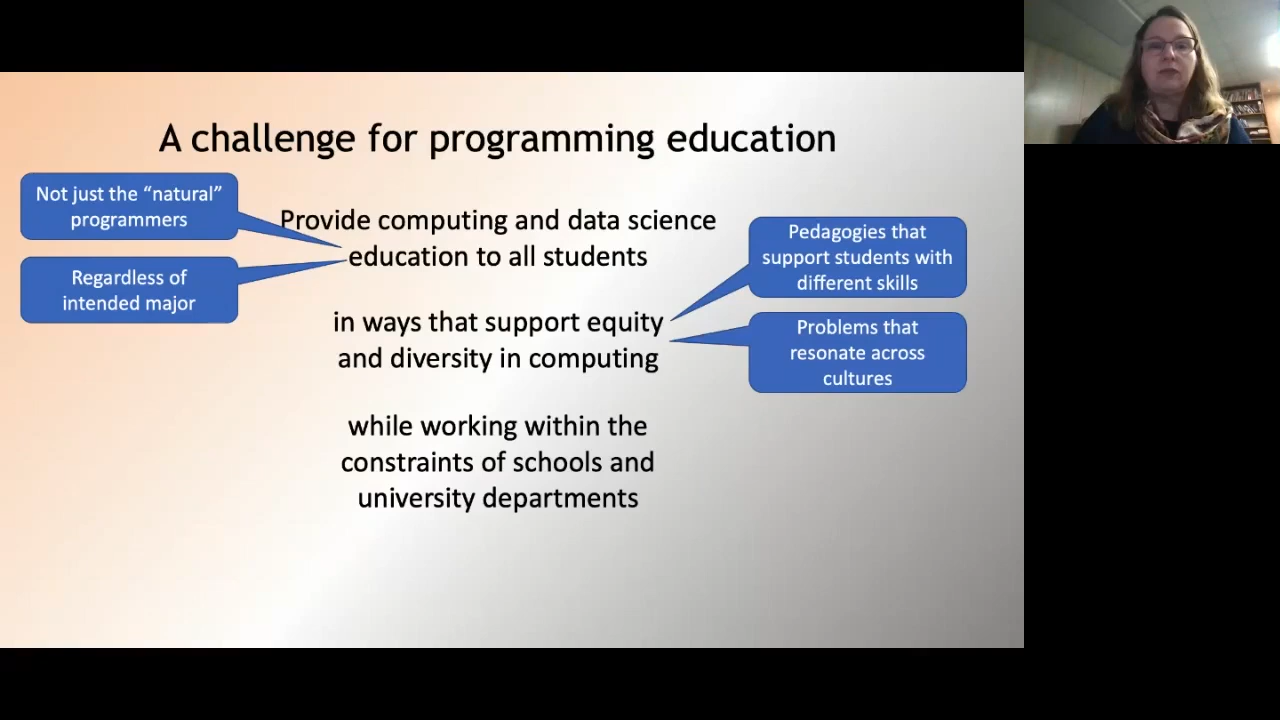 A challenge for programming education
Not just the “natural”
programmers
Regardless of
intended major
Provide computing and data science
education to all students
in ways that support equity
and diversity in computing
while working within the
constraints of schools and
university departments
Pedagogies that
support students with
different skills
Problems that
resonate across
cultures